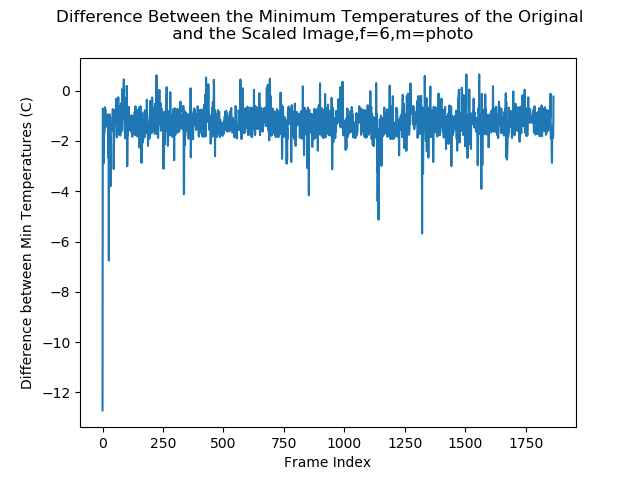 Difference Between the Minimum Temperatures of the Original
and the Scaled Image,f=6,m=photo
Difference between Min Temperatures (C)
0
−2
−4
−6
−8
−10
−12
0 250 500 750 1000 1250 1500 1750
Frame Index